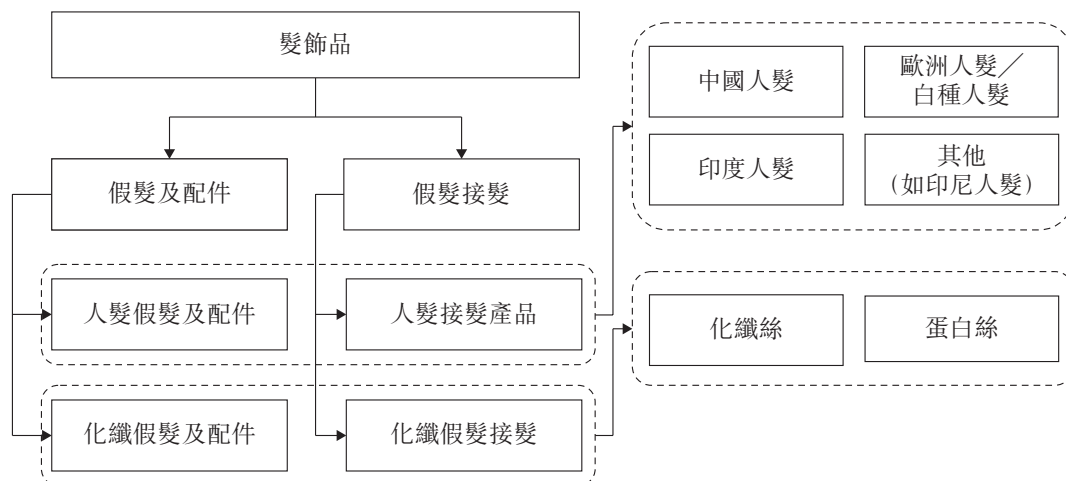 髮飾品
假髮及配件
假髮接髮
人髮假髮及配件
人髮接髮產品
化纖假髮及配件
化纖假髮接髮
中國人髮
歐洲人髮／
白種人髮
印度人髮
其他
（如印尼人髮）
化纖絲
蛋白絲